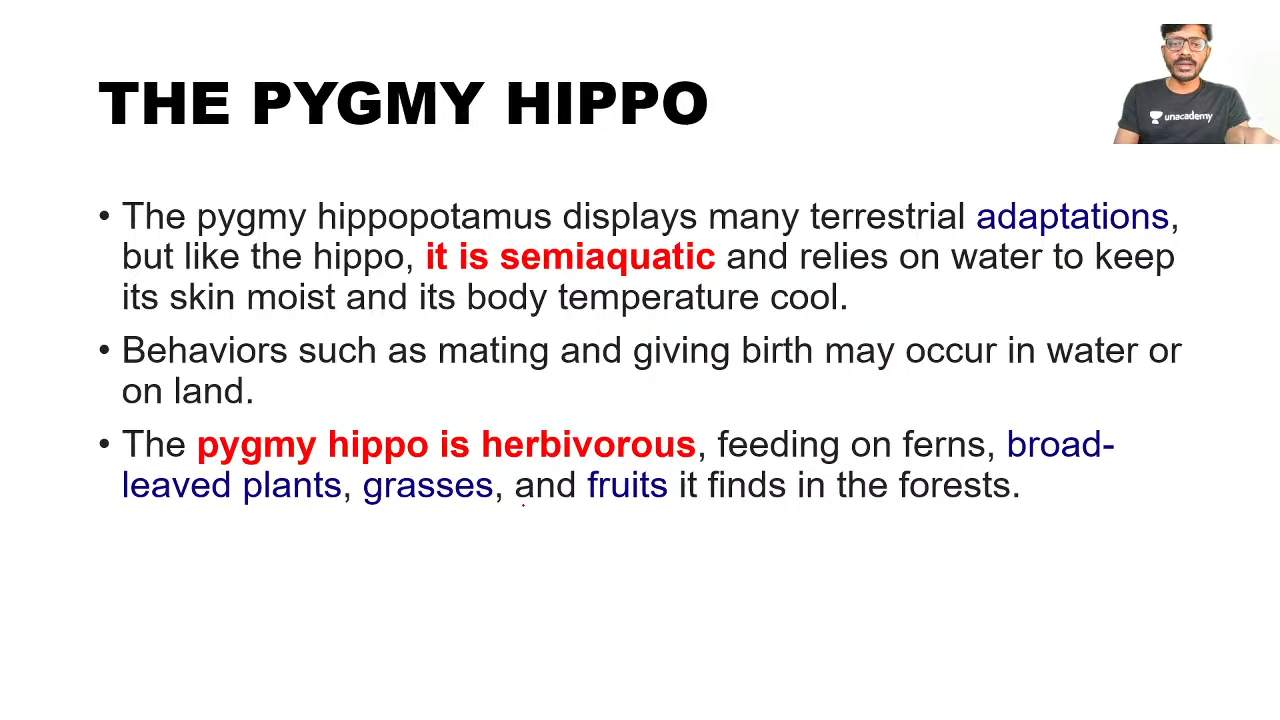 THE PYGMY HIPPO
unacademy
• The pygmy hippopotamus displays many terrestrial adaptations,
but like the hippo, it is semiaquatic and relies on water to keep
its skin moist and its body temperature cool.
• Behaviors such as mating and giving birth may occur in water or
on land.
• The pygmy hippo is herbivorous, feeding on ferns, broad-
leaved plants, grasses, and fruits it finds in the forests.